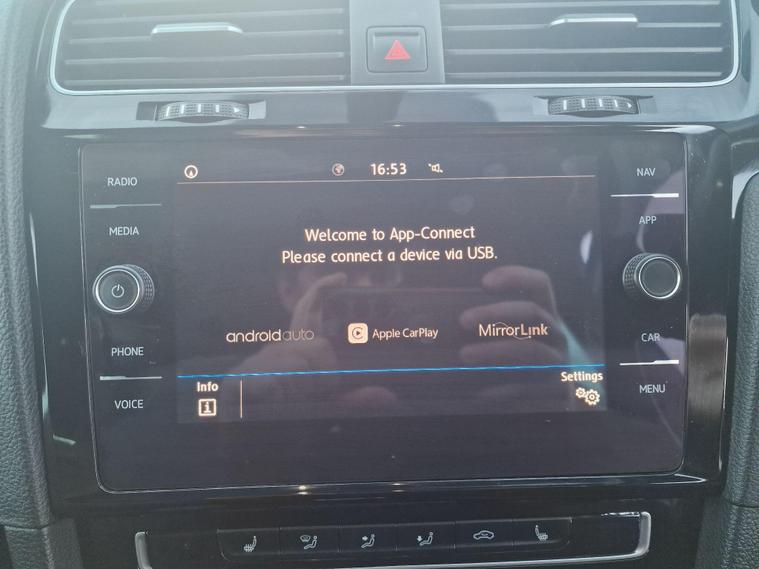 RADIO
MEDIA
PHONE
VOICE
16:53
Welcome to App-Connect
Please connect a device via USB.
androidauto
Apple CarPlay
MirrorLink
Info
i
Settings
NAV
APP
CAR
MENU